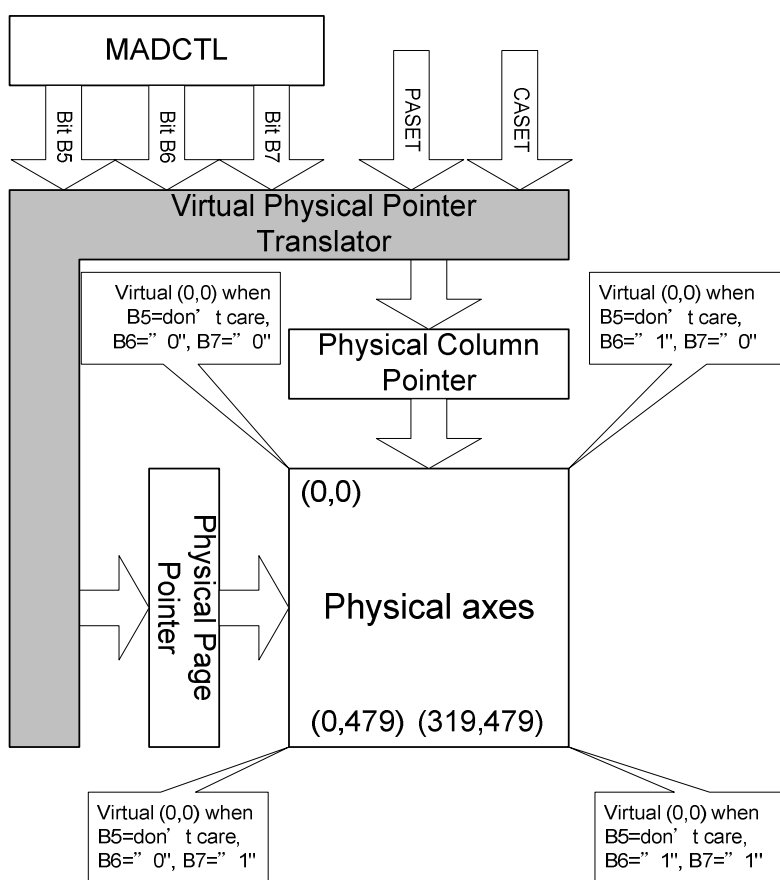 MADCTL
Bit B5
Bit B6
Bit B7
PASET
CASET
Virtual Physical Pointer
Translator
Virtual (0,0) when
B5=don’ t care,
B6=” 0", B7=” 0"
Virtual (0,0) when
B5=don’ t care,
B6=” 1", B7=” 0"
Physical Column
Pointer
(0,0)
Physical Page
Pointer
Physical axes
(0,479) (319,479)
Virtual (0,0) when
B5=don’ t care,
B6=” 0", B7=” 1"
Virtual (0,0) when
B5=don’ t care,
B6=” 1", B7=” 1"